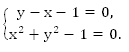 y − x − 1 = 0,
x² + y² − 1 = 0.